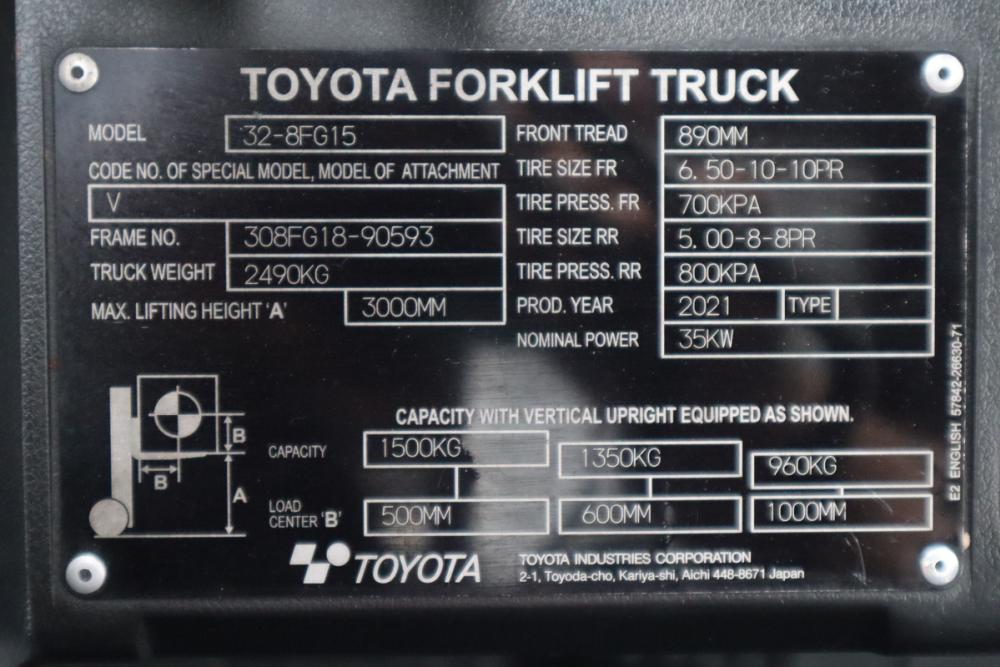 TOYOTA FORKLIFT TRUCK
MODEL 32-8FG15
CODE NO. OF SPECIAL MODEL, MODEL OF ATTACHMENT
V
FRAME NO. 308FG18-90593
TRUCK WEIGHT 2490KG
MAX. LIFTING HEIGHT 'A' 3000MM
FRONT TREAD 890MM
TIRE SIZE FR 6.50-10-10PR
TIRE PRESS. FR 700KPA
TIRE SIZE RR 5.00-8-8PR
TIRE PRESS. RR 800KPA
PROD. YEAR 2021 TYPE
NOMINAL POWER 35KW
CAPACITY WITH VERTICAL UPRIGHT EQUIPPED AS SHOWN.
B
B
A
CAPACITY 1500KG 1350KG 960KG
LOAD
CENTER 'B' 500MM 600MM 1000MM
TOYOTA
TOYOTA INDUSTRIES CORPORATION
2-1, Toyoda-cho, Kariya-shi, Aichi 448-8671 Japan
E2 ENGLISH 57842-26630-71